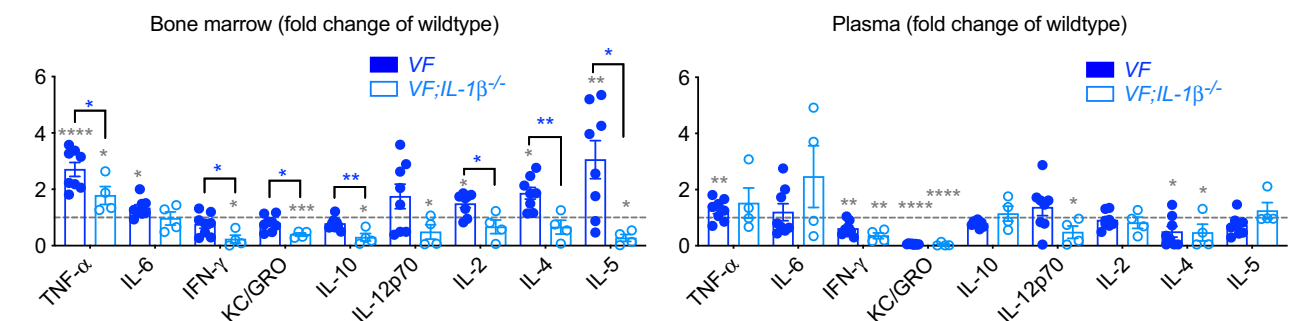 Bone marrow (fold change of wildtype)
VF
VF;IL-1β-/-
6
4
2
0
****
*
*
*
*
*
*
***
**
*
*
*
*
**
*
*
**
*
TNF-α
IL-6
IFN-γ
KC/GRO
IL-10
IL-12p70
IL-2
IL-4
IL-5
Plasma (fold change of wildtype)
VF
VF;IL-1β-/-
6
4
2
0
**
**
**
****
****
*
*
*
TNF-α
IL-6
IFN-γ
KC/GRO
IL-10
IL-12p70
IL-2
IL-4
IL-5